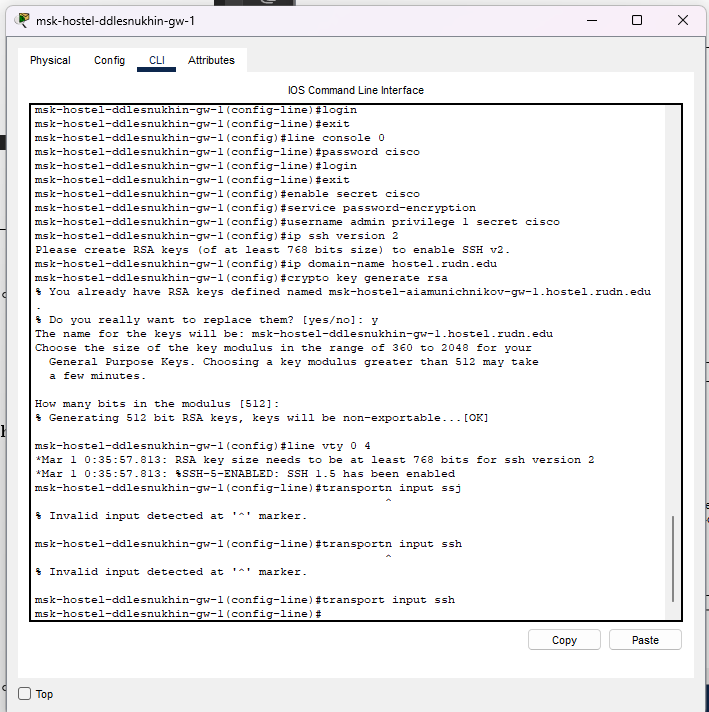 msk-hostel-ddlesnukhin-gw-1
Physical Config CLI Attributes
IOS Command Line Interface
msk-hostel-ddlesnukhin-gw-1(config-line)#login
msk-hostel-ddlesnukhin-gw-1(config-line)#exit
msk-hostel-ddlesnukhin-gw-1(config)#line console 0
msk-hostel-ddlesnukhin-gw-1(config-line)#password cisco
msk-hostel-ddlesnukhin-gw-1(config-line)#login
msk-hostel-ddlesnukhin-gw-1(config-line)#exit
msk-hostel-ddlesnukhin-gw-1(config)#enable secret cisco
msk-hostel-ddlesnukhin-gw-1(config)#service password-encryption
msk-hostel-ddlesnukhin-gw-1(config)#username admin privilege 1 secret cisco
msk-hostel-ddlesnukhin-gw-1(config)#ip ssh version 2
Please create RSA keys (of at least 768 bits size) to enable SSH v2.
msk-hostel-ddlesnukhin-gw-1(config)#ip domain-name hostel.rudn.edu
msk-hostel-ddlesnukhin-gw-1(config)#crypto key generate rsa
% You already have RSA keys defined named msk-hostel-aiamunichnikov-gw-1.hostel.rudn.edu
.
% Do you really want to replace them? [yes/no]: y
The name for the keys will be: msk-hostel-ddlesnukhin-gw-1.hostel.rudn.edu
Choose the size of the key modulus in the range of 360 to 2048 for your
General Purpose Keys. Choosing a key modulus greater than 512 may take
a few minutes.
How many bits in the modulus [512]:
% Generating 512 bit RSA keys, keys will be non-exportable...[OK]
msk-hostel-ddlesnukhin-gw-1(config)#line vty 0 4
*Mar 1 0:35:57.813: RSA key size needs to be at least 768 bits for ssh version 2
*Mar 1 0:35:57.813: %SSH-5-ENABLED: SSH 1.5 has been enabled
msk-hostel-ddlesnukhin-gw-1(config-line)#transportn input ssj
^
% Invalid input detected at '^' marker.
msk-hostel-ddlesnukhin-gw-1(config-line)#transportn input ssh
^
% Invalid input detected at '^' marker.
msk-hostel-ddlesnukhin-gw-1(config-line)#transport input ssh
msk-hostel-ddlesnukhin-gw-1(config-line)#
Copy Paste
Top